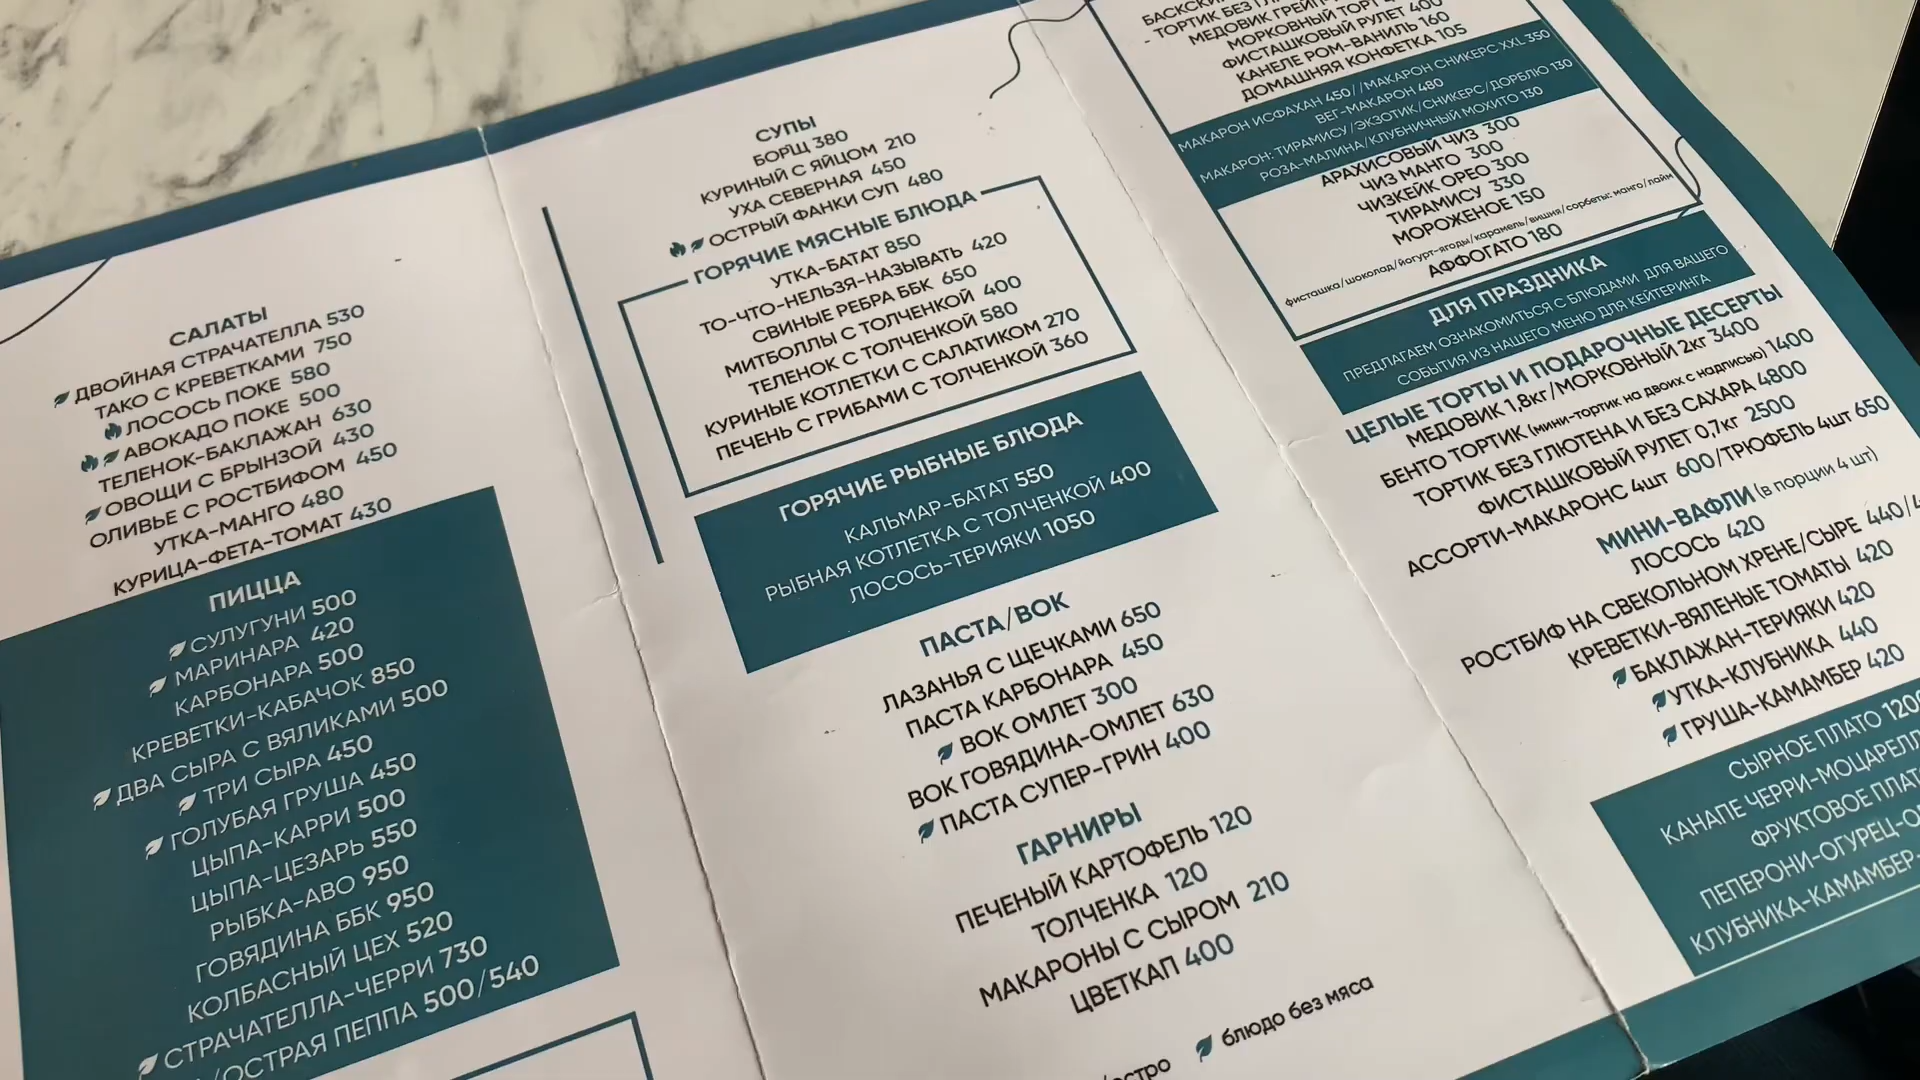 САЛАТЫ
ДВОЙНАЯ СТРАЧАТЕЛЛА 530
ТАКО С КРЕВЕТКАМИ 750
ЛОСОСЬ ПОКЕ 580
АВОКАДО ПОКЕ 500
ТЕЛЕНОК-БАКЛАЖАН 630
ОВОЩИ С БРЫНЗОЙ 430
ОЛИВЬЕ С РОСТБИФОМ 450
УТКА-МАНГО 480
КУРИЦА-ФЕТА-ТОМАТ 430
ПИЦЦА
СУЛУГУНИ 500
МАРИНАРА 420
КАРБОНАРА 500
КРЕВЕТКИ-КАБАЧОК 850
ДВА СЫРА С ВЯЛИКАМИ 500
ТРИ СЫРА 450
ГОЛУБАЯ ГРУША 450
ЦЫПА-КАРРИ 500
ЦЫПА-ЦЕЗАРЬ 550
РЫБКА-АВО 950
ГОВЯДИНА ББК 950
КОЛБАСНЫЙ ЦЕХ 520
СТРАЧАТЕЛЛА-ЧЕРРИ 730
/ОСТРАЯ ПЕППА 500/540
СУПЫ
БОРЩ 380
КУРИНЫЙ С ЯЙЦОМ 210
УХА СЕВЕРНАЯ 450
ОСТРЫЙ ФАНКИ СУП 480
ГОРЯЧИЕ МЯСНЫЕ БЛЮДА
УТКА-БАТАТ 850
ТО-ЧТО-НЕЛЬЗЯ-НАЗЫВАТЬ 420
СВИНЫЕ РЕБРА ББК 650
МИТБОЛЛЫ С ТОЛЧЕНКОЙ 400
ТЕЛЕНОК С ТОЛЧЕНКОЙ 580
КУРИНЫЕ КОТЛЕТКИ С САЛАТИКОМ 270
ПЕЧЕНЬ С ГРИБАМИ С ТОЛЧЕНКОЙ 360
ГОРЯЧИЕ РЫБНЫЕ БЛЮДА
КАЛЬМАР-БАТАТ 550
РЫБНАЯ КОТЛЕТКА С ТОЛЧЕНКОЙ 400
ЛОСОСЬ-ТЕРИЯКИ 1050
ПАСТА/ВОК
ЛАЗАНЬЯ С ЩЕЧКАМИ 650
ПАСТА КАРБОНАРА 450
ВОК ОМЛЕТ 300
ВОК ГОВЯДИНА-ОМЛЕТ 630
ПАСТА СУПЕР-ГРИН 400
ГАРНИРЫ
ПЕЧЕНЫЙ КАРТОФЕЛЬ 120
ТОЛЧЕНКА 120
МАКАРОНЫ С СЫРОМ 210
ЦВЕТКАП 400
блюдо без мяса
ТОРТИК БЕЗ
МЕДОВИК
МОРКОВНЫЙ ТОРТ
ФИСТАШКОВЫЙ РУЛЕТ 400
КАНЕЛЕ РОМ-ВАНИЛЬ 160
ДОМАШНЯЯ КОНФЕТКА 105
МАКАРОН ИСФАХАН 450//МАКАРОН СНИКЕРС XXL 350
ВЕГ-МАКАРОН 480
МАКАРОН: ТИРАМИСУ/ЭКЗОТИК/СНИКЕРС/ДОРБЛЮ 130
РОЗА-МАЛИНА/КЛУБНИЧНЫЙ МОХИТО 130
АРАХИСОВЫЙ ЧИЗ 300
ЧИЗ МАНГО 300
ЧИЗКЕЙК ОРЕО 300
ТИРАМИСУ 330
МОРОЖЕНОЕ 150
фисташка/шоколад/йогурт-ягоды/карамель/вишня/сорбеты: манго/лайм
АФФОГАТО 180
ДЛЯ ПРАЗДНИКА
ПРЕДЛАГАЕМ ОЗНАКОМИТЬСЯ С БЛЮДАМИ ДЛЯ ВАШЕГО
СОБЫТИЯ ИЗ НАШЕГО МЕНЮ ДЛЯ КЕЙТЕРИНГА
ЦЕЛЫЕ ТОРТЫ И ПОДАРОЧНЫЕ ДЕСЕРТЫ
МЕДОВИК 1,8КГ/МОРКОВНЫЙ 2КГ 3400
БЕНТО ТОРТИК (мини-тортик на двоих с надписью) 1400
ТОРТИК БЕЗ ГЛЮТЕНА И БЕЗ САХАРА 4800
ФИСТАШКОВЫЙ РУЛЕТ 0,7КГ 2500
АССОРТИ-МАКАРОНС 4ШТ 600/ТРЮФЕЛЬ 4ШТ 650
МИНИ-ВАФЛИ (в порции 4 шт)
ЛОСОСЬ 420
РОСТБИФ НА СВЕКОЛЬНОМ ХРЕНЕ/СЫРЕ 440/4
КРЕВЕТКИ-ВЯЛЕНЫЕ ТОМАТЫ 420
БАКЛАЖАН-ТЕРИЯКИ 420
УТКА-КЛУБНИКА 440
ГРУША-КАМАМБЕР 420
СЫРНОЕ ПЛАТО 1200
КАНАПЕ ЧЕРРИ-МОЦАРЕЛЛ
ФРУКТОВОЕ ПЛАТ
ПЕПЕРОНИ-ОГУРЕЦ-О
КЛУБНИКА-КАМАМБЕР-